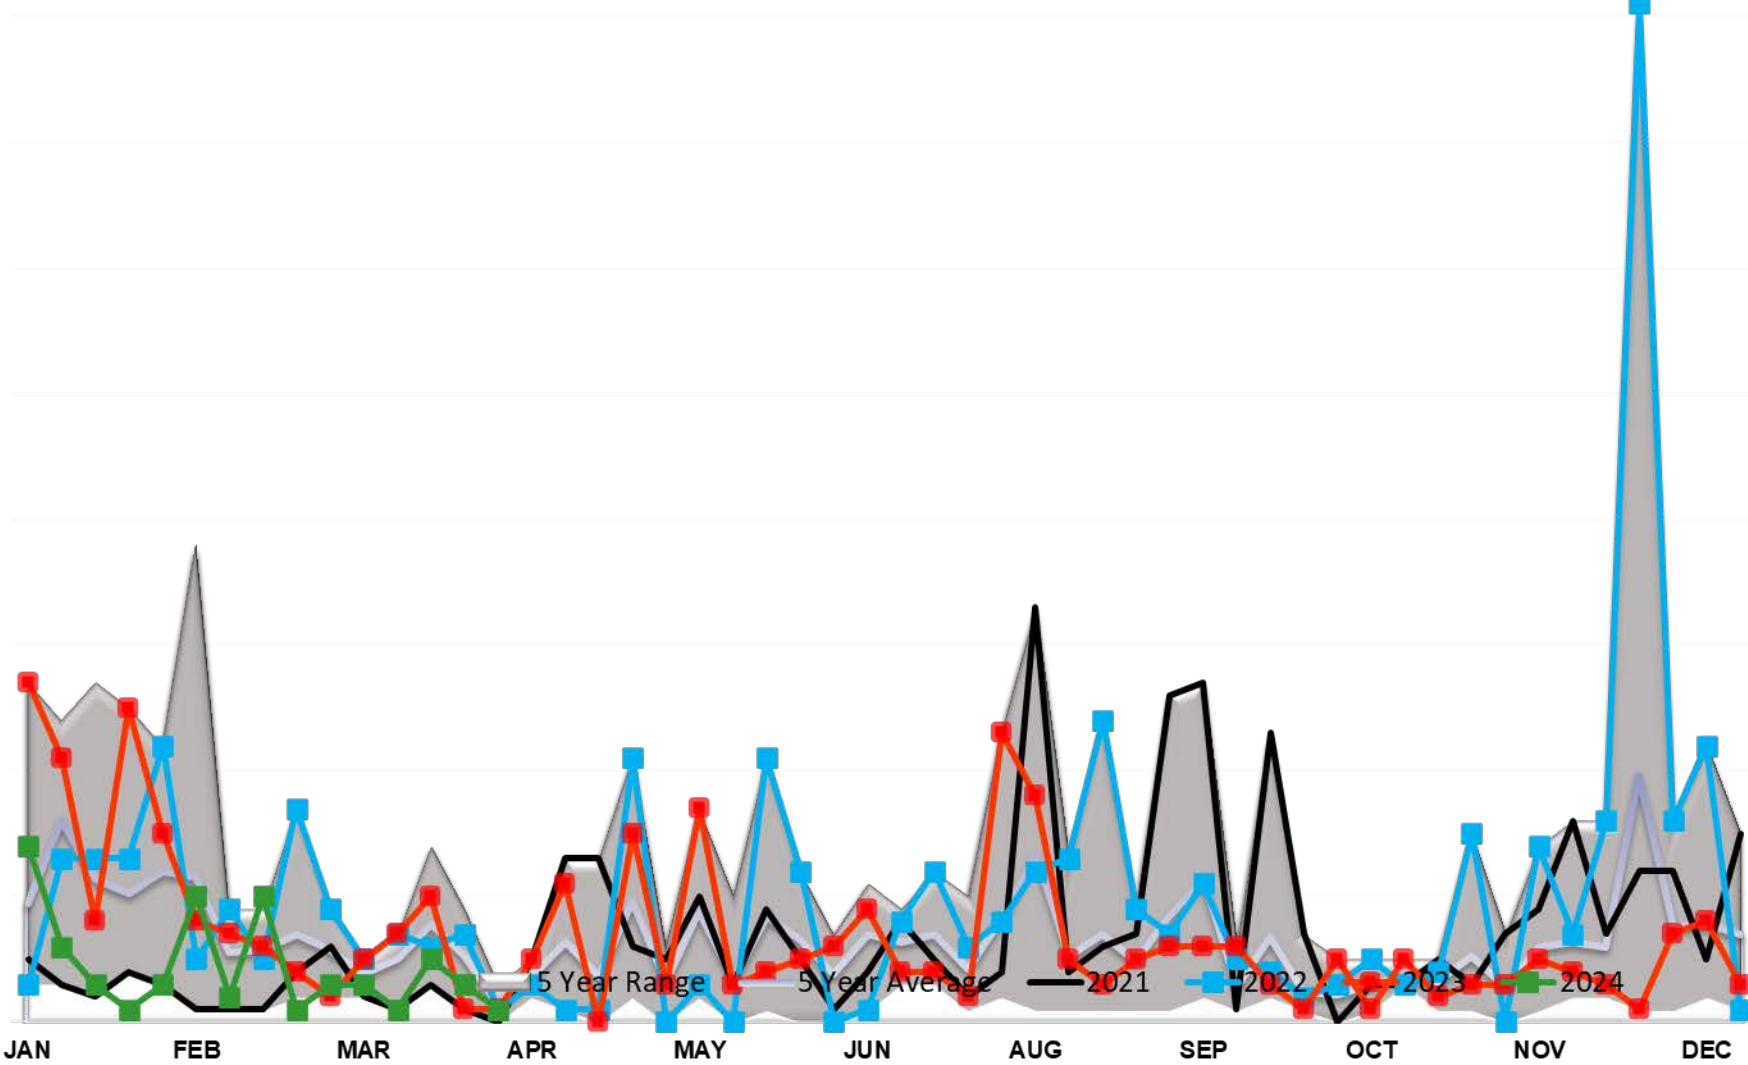 5 Year Range 5 Year Average 2021 2022 2023 2024
JAN FEB MAR APR MAY JUN AUG SEP OCT NOV DEC